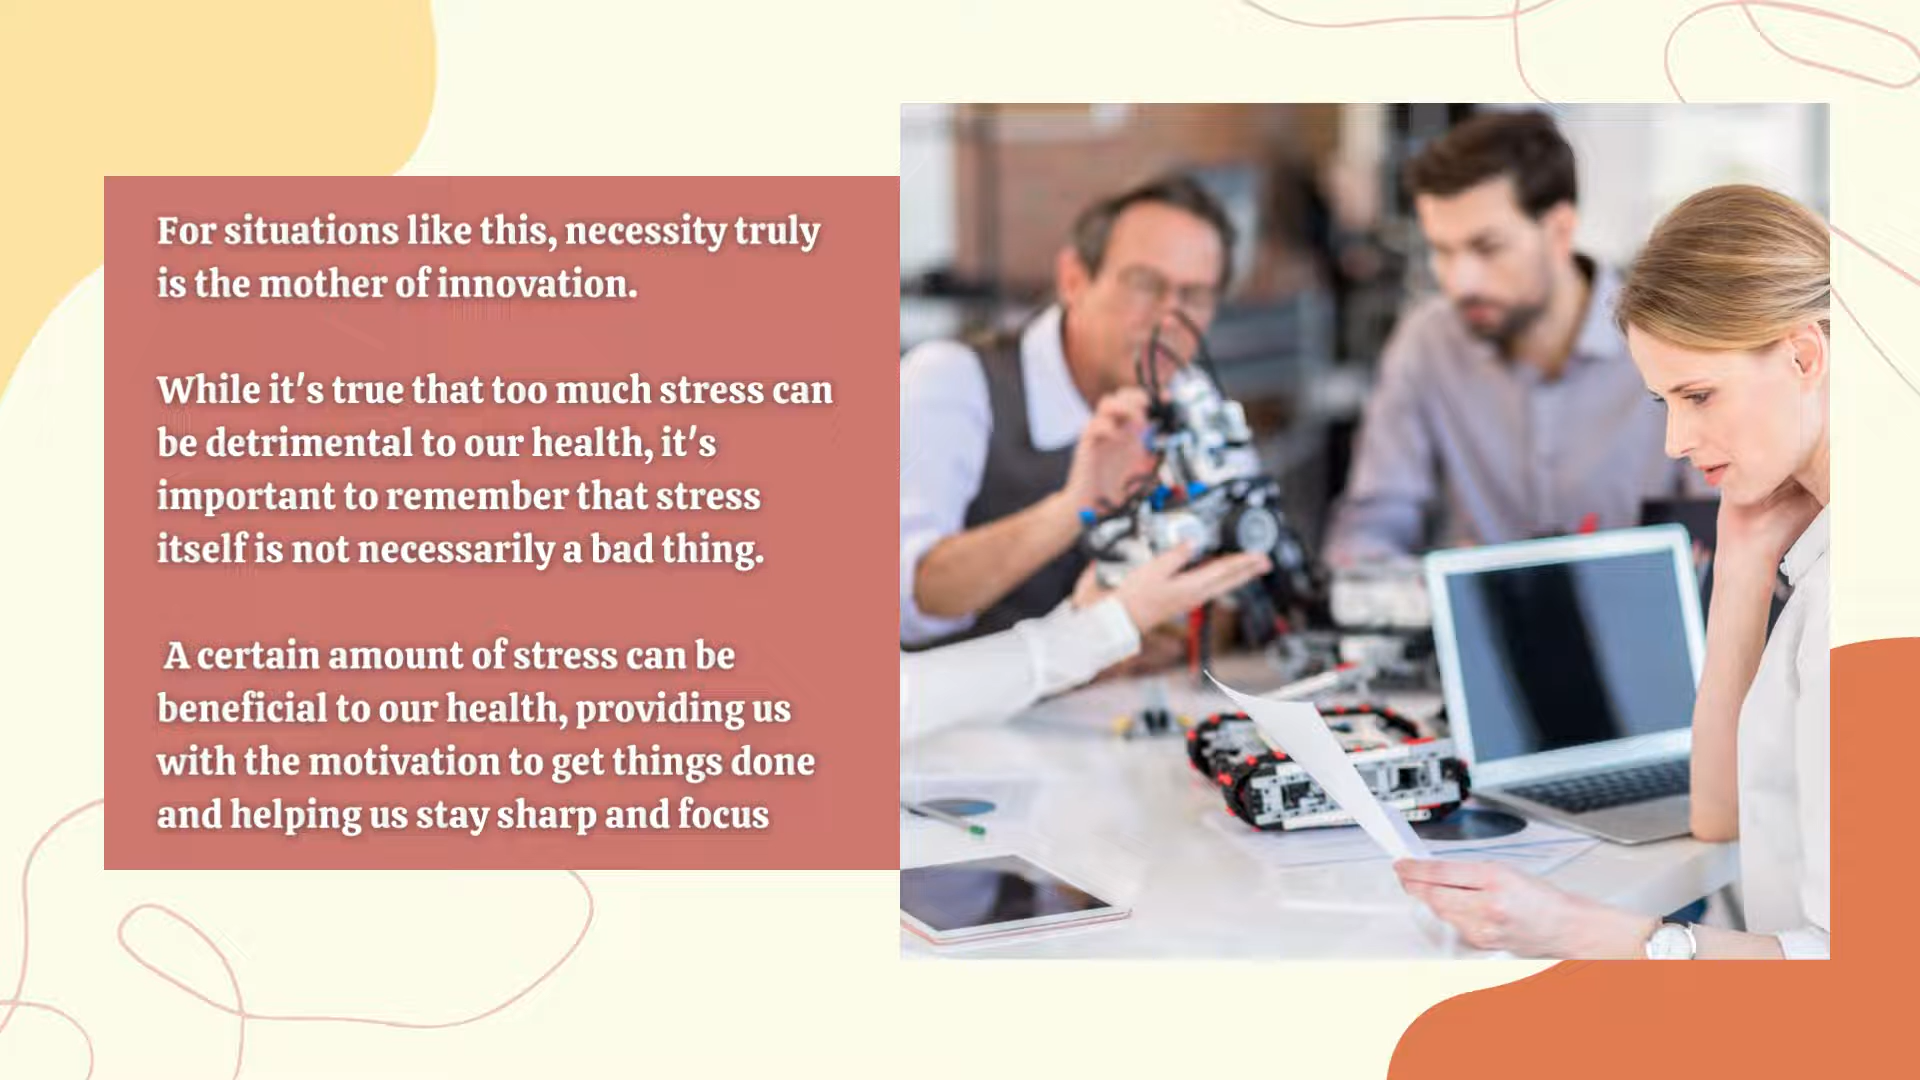 For situations like this, necessity truly
is the mother of innovation.
While it's true that too much stress can
be detrimental to our health, it's
important to remember that stress
itself is not necessarily a bad thing.
A certain amount of stress can be
beneficial to our health, providing us
with the motivation to get things done
and helping us stay sharp and focus